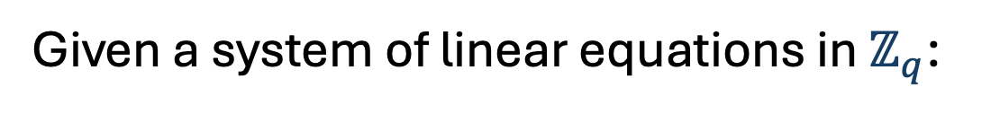 Given a system of linear equations in ℤ_q: